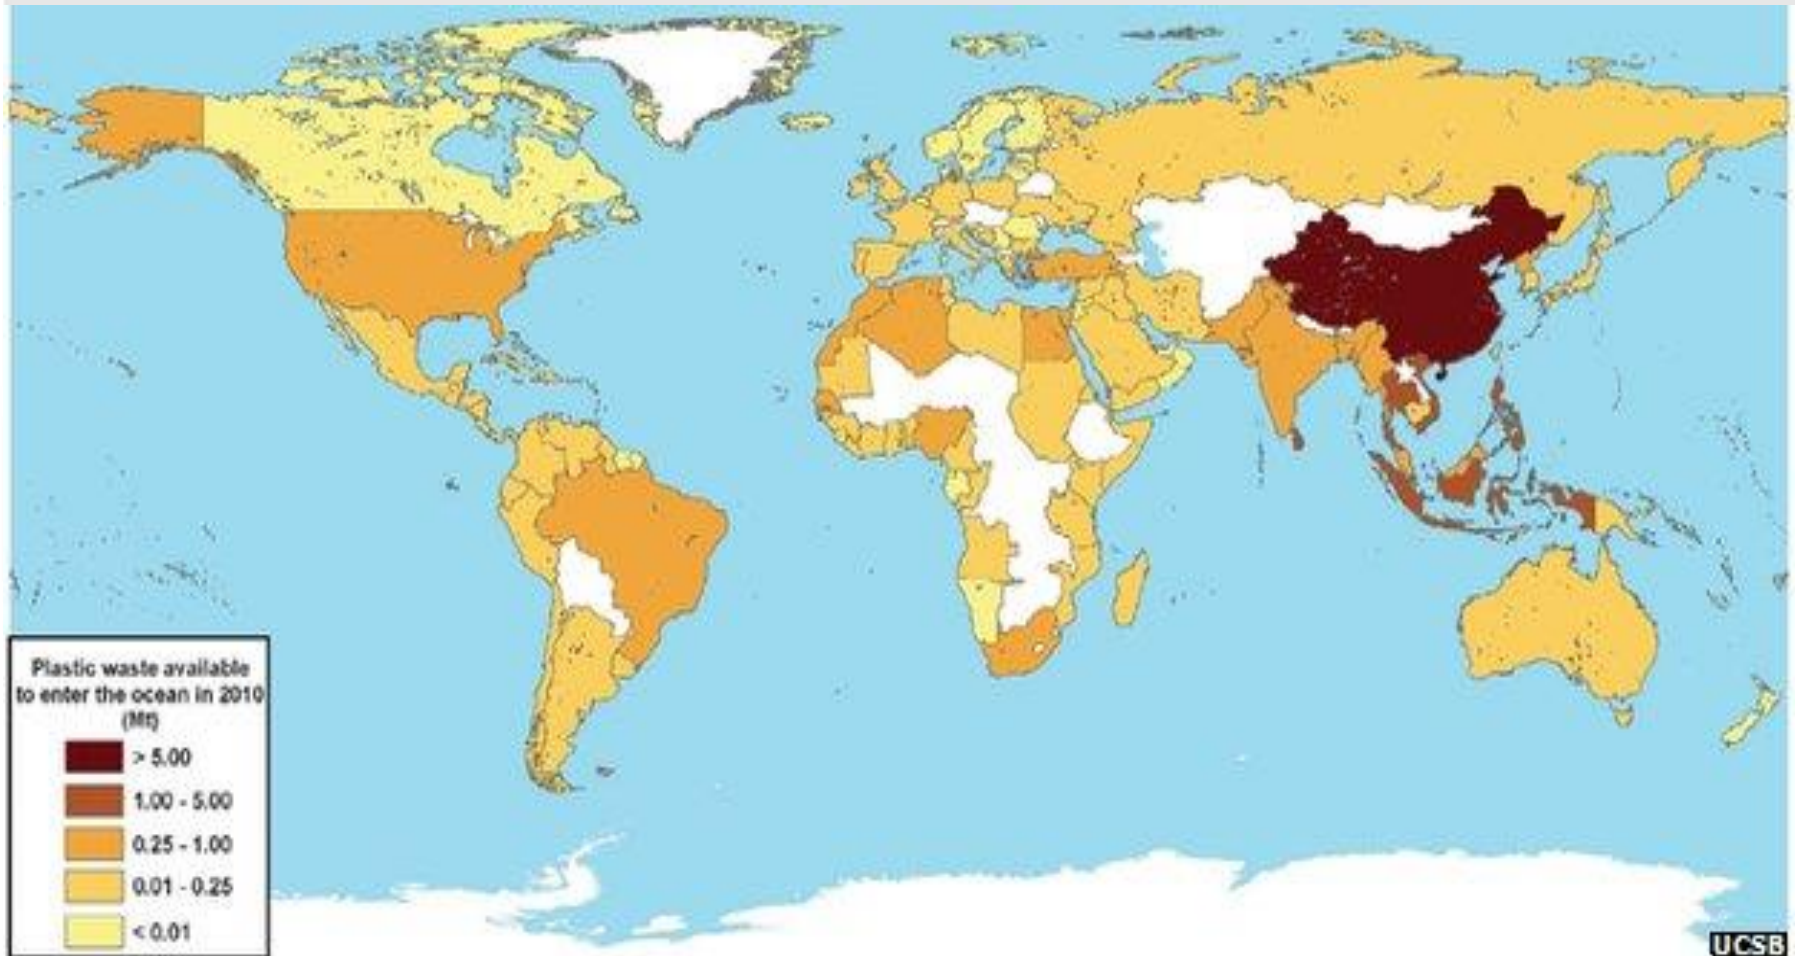 Plastic waste available
to enter the ocean in 2010
(Mt)
> 5.00
1.00 - 5.00
0.25 - 1.00
0.01 - 0.25
< 0.01
UCSB